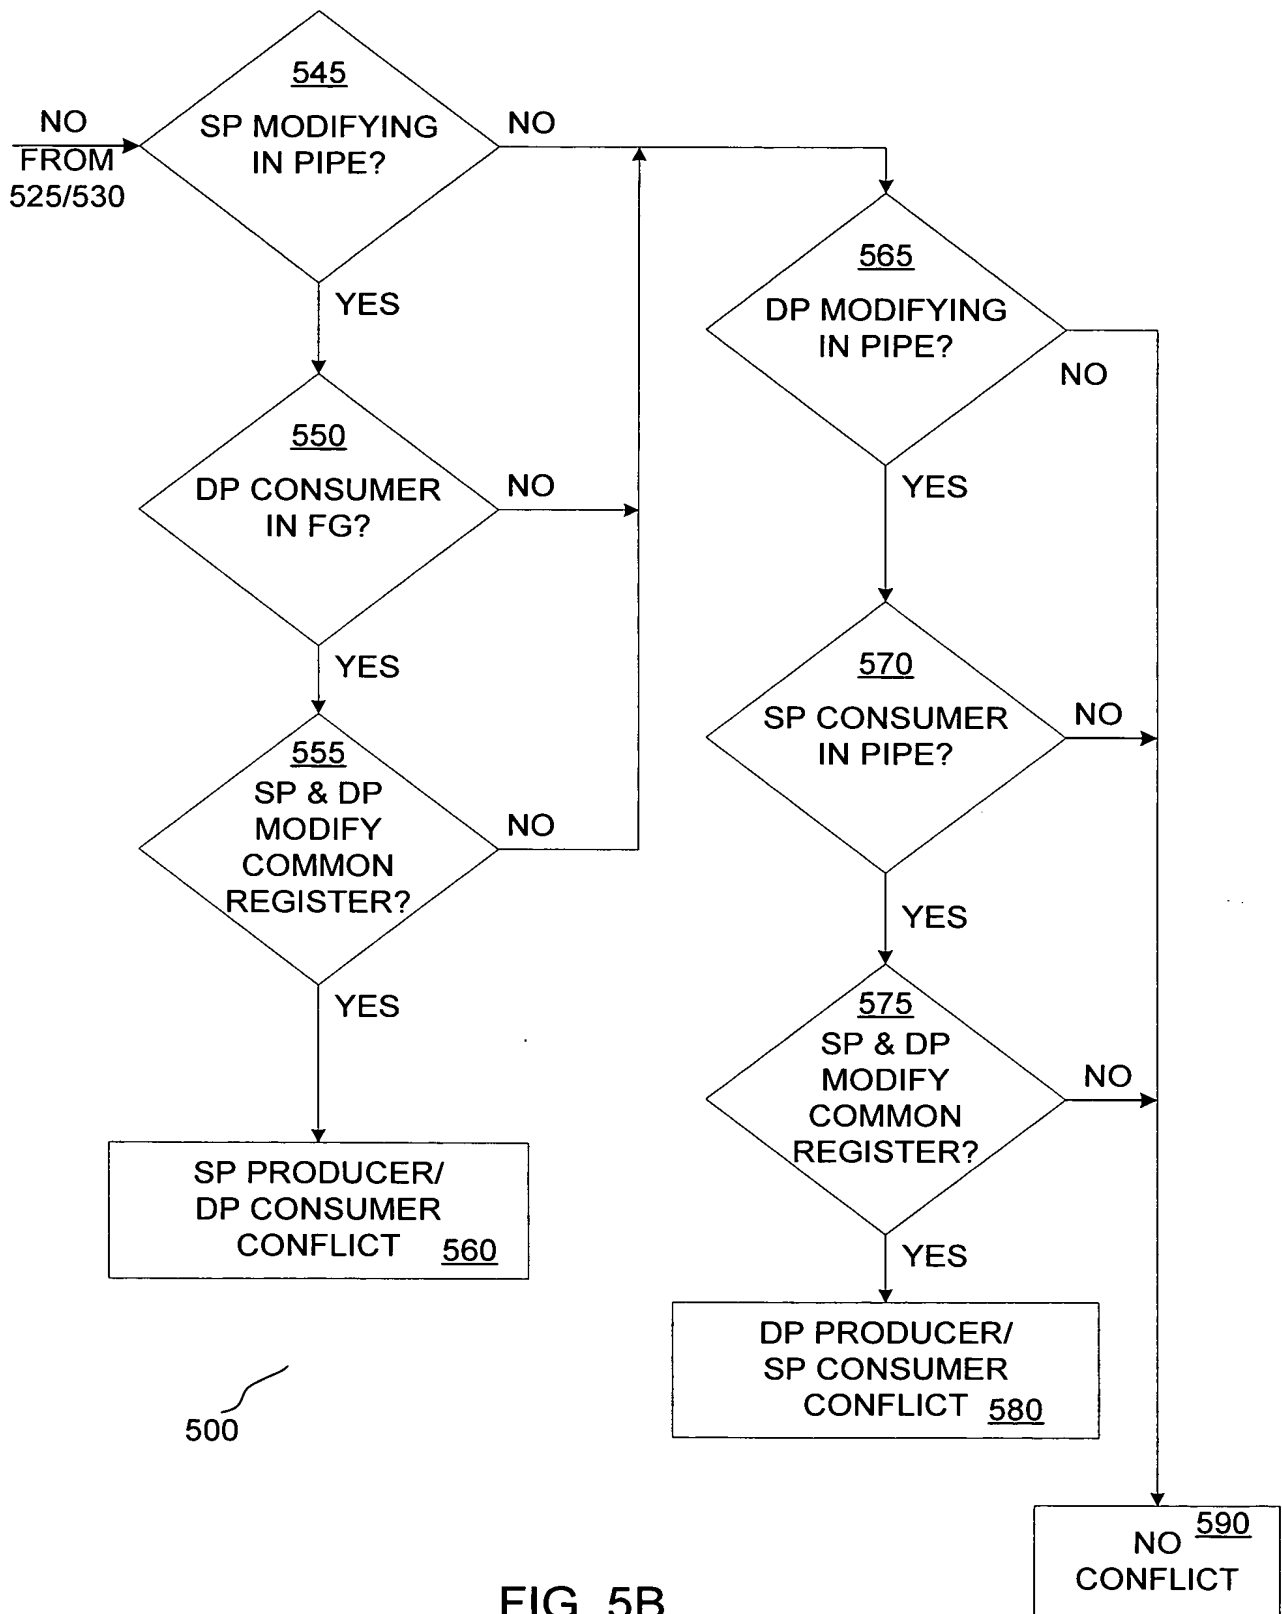 545
SP MODIFYING
IN PIPE?
NO
FROM
525/530
NO
YES
550
DP CONSUMER
IN FG?
NO
YES
555
SP & DP
MODIFY
COMMON
REGISTER?
NO
YES
SP PRODUCER/
DP CONSUMER
CONFLICT 560
565
DP MODIFYING
IN PIPE?
NO
YES
570
SP CONSUMER
IN PIPE?
NO
YES
575
SP & DP
MODIFY
COMMON
REGISTER?
NO
YES
DP PRODUCER/
SP CONSUMER
CONFLICT 580
500
590
NO
CONFLICT
FIG. 5B